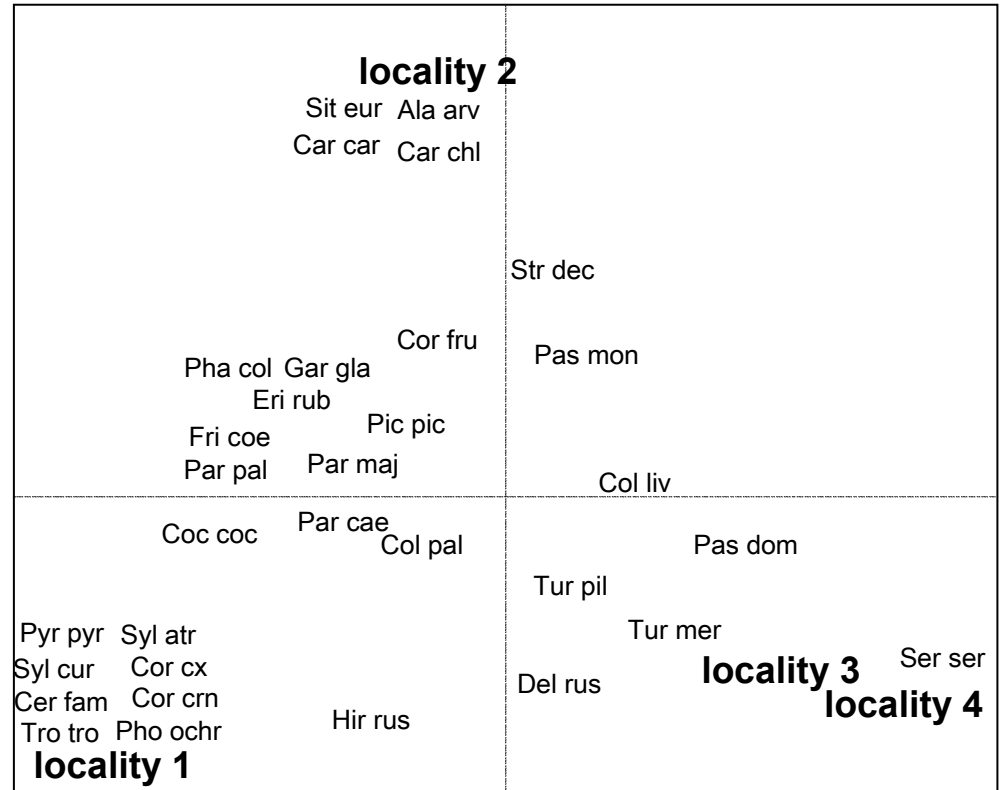 locality 2
Sit eur Ala arv
Car car Car chl
Str dec
Cor fru
Pas mon
Pha col Gar gla
Eri rub
Pic pic
Fri coe
Par maj
Par pal
Col liv
Par cae
Coc coc
Col pal
Pas dom
Tur pil
Pyr pyr Syl atr
Tur mer
Syl cur Cor cx
Ser ser
locality 3
Del rus
Cer fam Cor crn
locality 4
Hir rus
Tro tro Pho ochr
locality 1